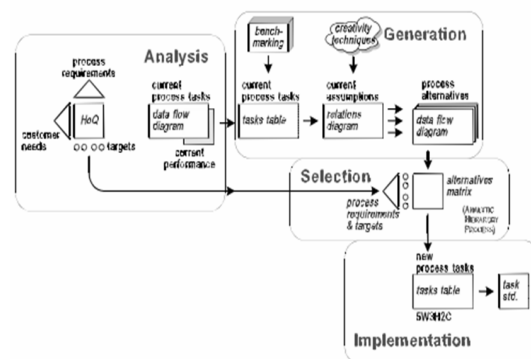 Analysis
process
requirements
HoQ
customer
needs
targets
current
process tasks
data flow
diagram
current
performance
bench-
marking
creativity
techniques
Generation
current
process tasks
tasks table
current
assumptions
relations
diagram
process
alternatives
data flow
diagram
Selection
process
requirements
& targets
alternatives
matrix
(ANALYTIC
HIERARCHY
PROCESS)
new
process tasks
tasks table
5W3H2C
task
std.
Implementation